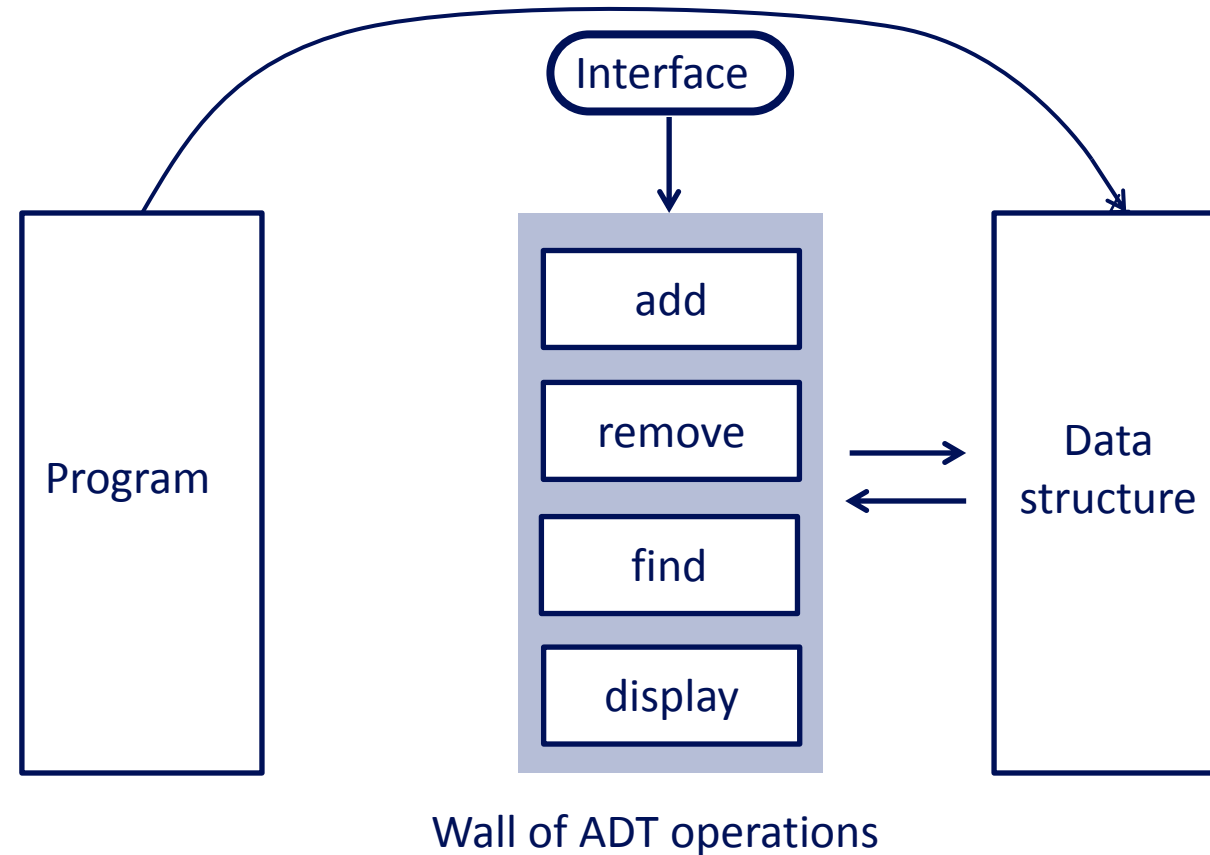 Interface
Program
add
remove
find
display
Data
structure
Wall of ADT operations